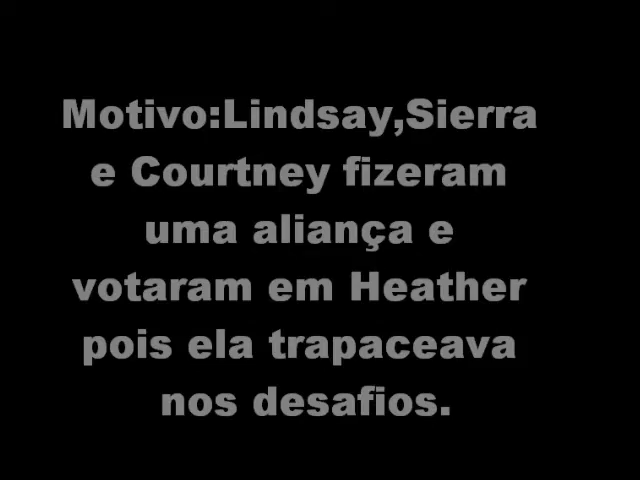 Motivo:Lindsay,Sierra
e Courtney fizeram
uma aliança e
votaram em Heather
pois ela trapaceava
nos desafios.